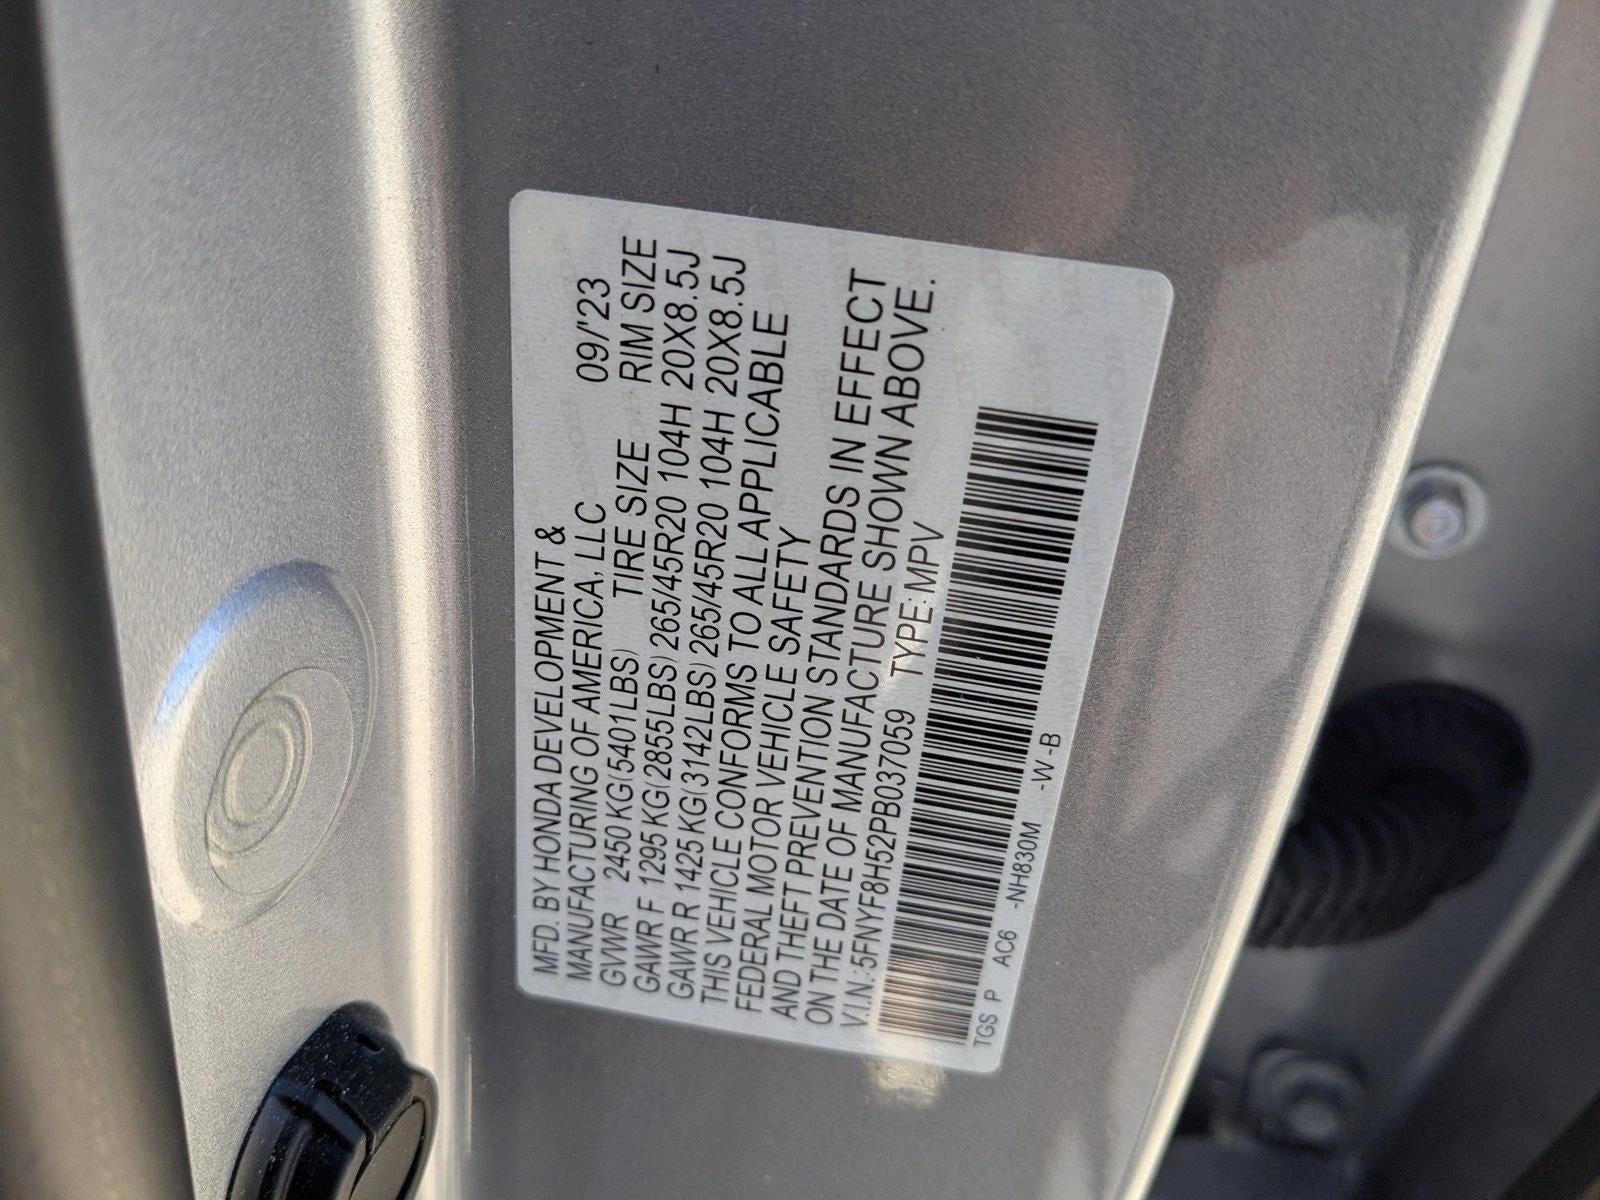 MFD. BY HONDA DEVELOPMENT &
MANUFACTURING OF AMERICA, LLC 09/'23
GVWR 2450 KG(5401LBS) TIRE SIZE RIM SIZE
GAWR F 1295 KG(2855LBS) 265/45R20 104H 20X8.5J
GAWR R 1425 KG(3142LBS) 265/45R20 104H 20X8.5J
THIS VEHICLE CONFORMS TO ALL APPLICABLE
FEDERAL MOTOR VEHICLE SAFETY
AND THEFT PREVENTION STANDARDS IN EFFECT
ON THE DATE OF MANUFACTURE SHOWN ABOVE.
V.I.N.: 5FNYF8H52PB037059 TYPE: MPV
TGS P AC6 -NH830M -W -B